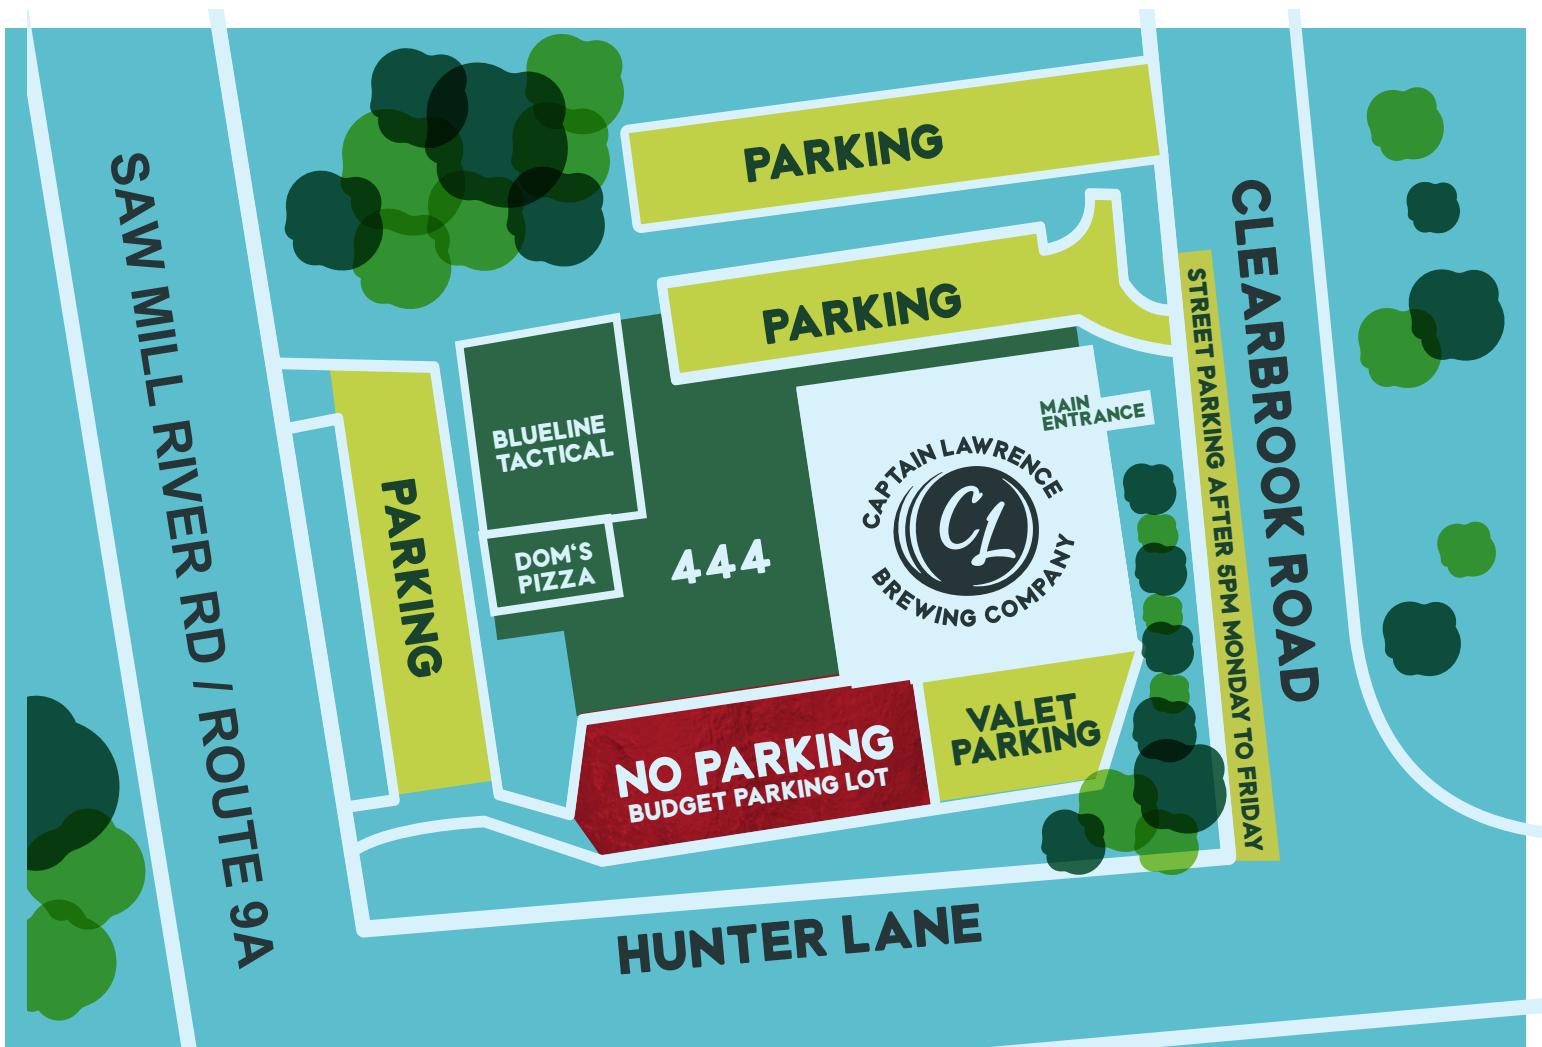 PARKING
PARKING
SAW MILL RIVER RD / ROUTE 9A
CLEARBROOK ROAD
STREET PARKING AFTER 5PM MONDAY TO FRIDAY
MAIN
ENTRANCE
BLUELINE
TACTICAL
CAPTAIN LAWRENCE
CL
BREWING COMPANY
PARKING
DOM'S
PIZZA
444
VALET
PARKING
NO PARKING
BUDGET PARKING LOT
HUNTER LANE